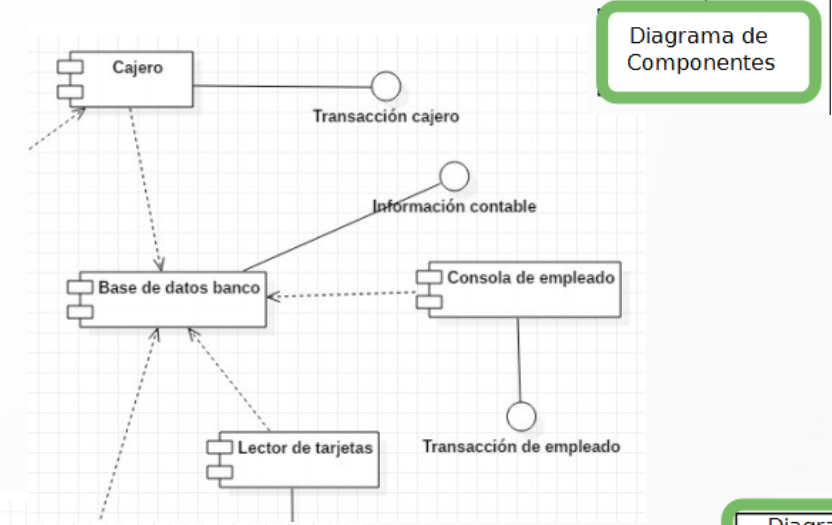 Diagrama de
Componentes
Cajero
Transacción cajero
Información contable
Base de datos banco
Consola de empleado
Lector de tarjetas
Transacción de empleado